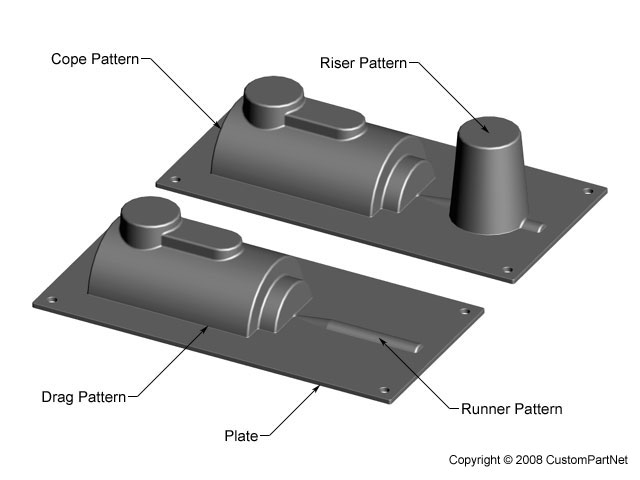 Cope Pattern
Riser Pattern
Drag Pattern
Plate
Runner Pattern
Copyright © 2008 CustomPartNet